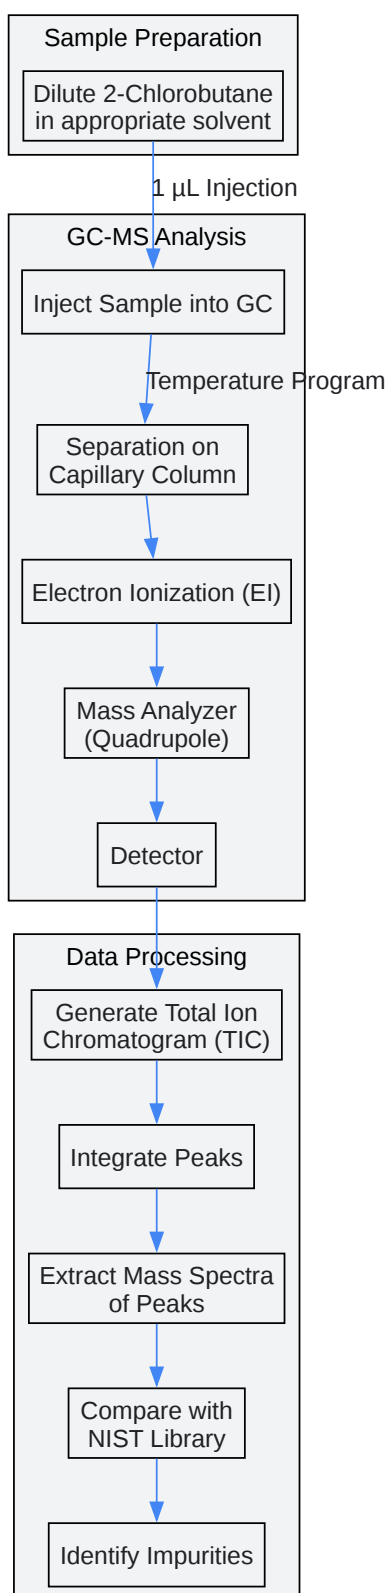 Sample Preparation
Dilute 2-Chlorobutane
in appropriate solvent
1 µL Injection
GC-MS Analysis
Inject Sample into GC
Temperature Program
Separation on
Capillary Column
Electron Ionization (EI)
Mass Analyzer
(Quadrupole)
Detector
Data Processing
Generate Total Ion
Chromatogram (TIC)
Integrate Peaks
Extract Mass Spectra
of Peaks
Compare with
NIST Library
Identify Impurities